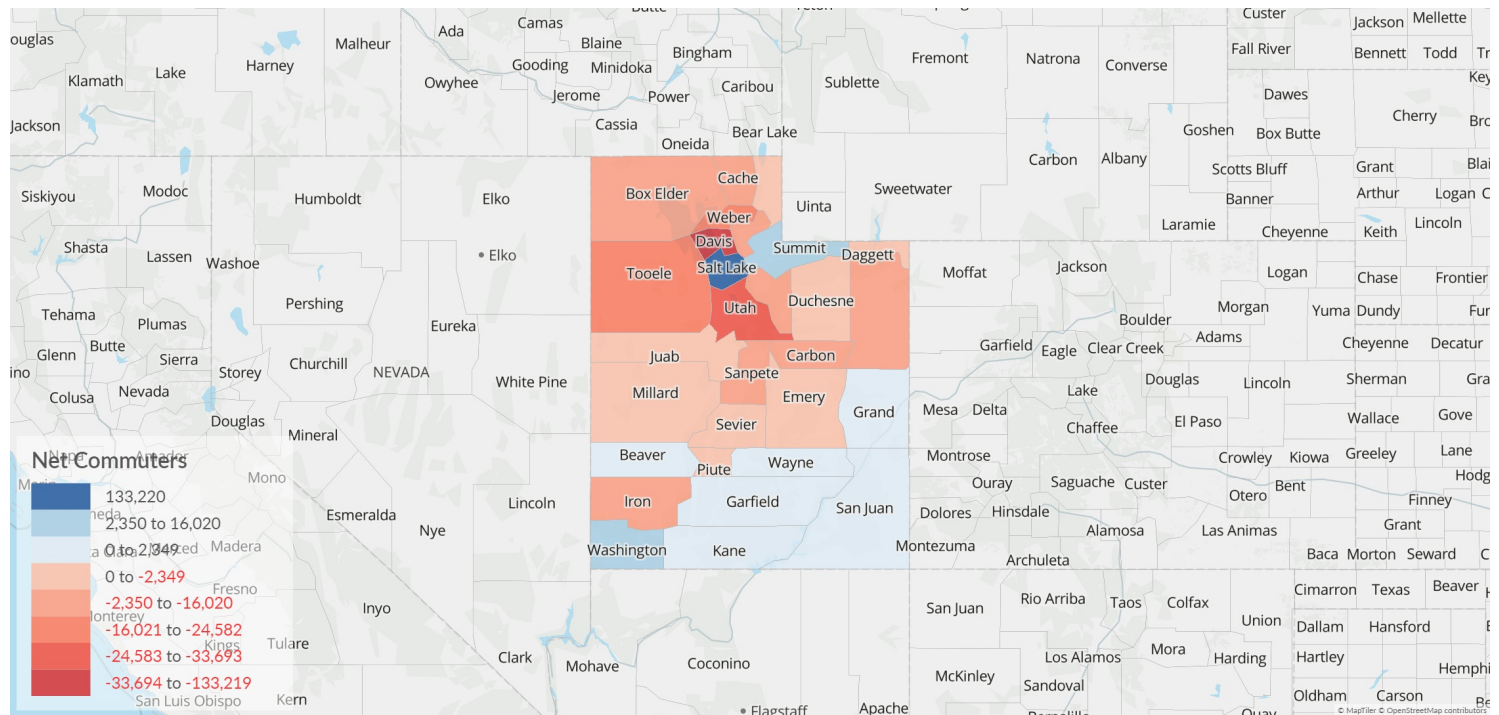 Butte
Custer
Jackson
Mellette
ouglas
Camas
Ada
Malheur
Blaine
Bingham
Fall River
Bennett
Todd
Harney
Gooding
Minidoka
Fremont
Natrona
Converse
Lake
Klamath
Owyhee
Caribou
Sublette
Jerome
Power
Dawes
Cherry
Jackson
Cassia
Bear Lake
Goshen
Box Butte
Oneida
Carbon
Albany
Scotts Bluff
Grant
Cache
Siskiyou
Modoc
Humboldt
Elko
Box Elder
Uinta
Sweetwater
Banner
Arthur
Logan
Weber
Laramie
Cheyenne
Keith
Lincoln
Shasta
Lassen
Washoe
Elko
Davis
Summit
Daggett
Salt Lake
Tooele
Moffat
Jackson
Logan
Chase
Frontier
Pershing
Utah
Duchesne
Tehama
Plumas
Morgan
Yuma
Dundy
Boulder
Eureka
Butte
Glenn
Sierra
Juab
Carbon
Garfield
Eagle
Clear Creek
Adams
Cheyenne
Decatur
Storey
Churchill
NEVADA
White Pine
Sanpete
Colusa
Nevada
Millard
Emery
Lake
Douglas
Lincoln
Sherman
Douglas
Grand
Mesa
Delta
Chaffee
El Paso
Wallace
Gove
Mineral
Sevier
Beaver
Piute
Wayne
Montrose
Crowley
Kiowa
Greeley
Lane
Napa
Amador
Net Commuters
Mono
Ouray
Saguache
Custer
Otero
Bent
Finney
133,220
Lincoln
Iron
Garfield
San Juan
2,350 to 16,020
Esmeralda
Nye
Dolores
Hinsdale
Alamosa
Las Animas
Grant
0 to 2,349
Merced
Madera
Washington
Kane
Montezuma
Archuleta
Baca
Morton
Seward
0 to -2,349
Fresno
-2,350 to -16,020
Inyo
San Juan
Rio Arriba
Taos
Colfax
Union
Cimarron
Texas
Beaver
-16,021 to -24,582
Kings
Tulare
Dallam
Hansford
-24,583 to -33,693
Clark
Mohave
Coconino
Los Alamos
Mora
Harding
Hartley
-33,694 to -133,219
McKinley
Sandoval
San Luis Obispo
Kern
Flagstaff
Apache
Oldham
Carson
© MapTiler © OpenStreetMap contributors